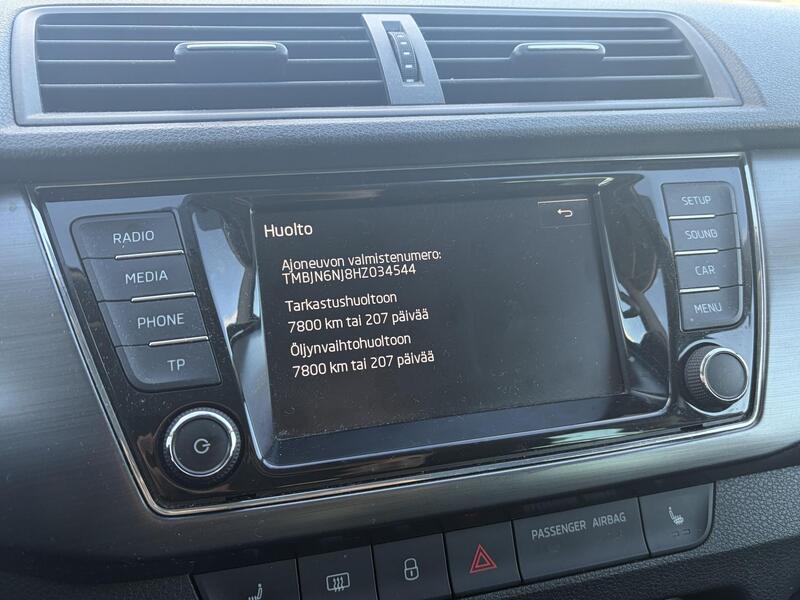 RADIO
MEDIA
PHONE
TP
Huolto
Ajoneuvon valmistenumero:
TMBJN6NJ8HZ034544
Tarkastushuoltoon
7800 km tai 207 päivää
Öljynvaihtohuoltoon
7800 km tai 207 päivää
SETUP
SOUND
CAR
MENU
PASSENGER AIRBAG